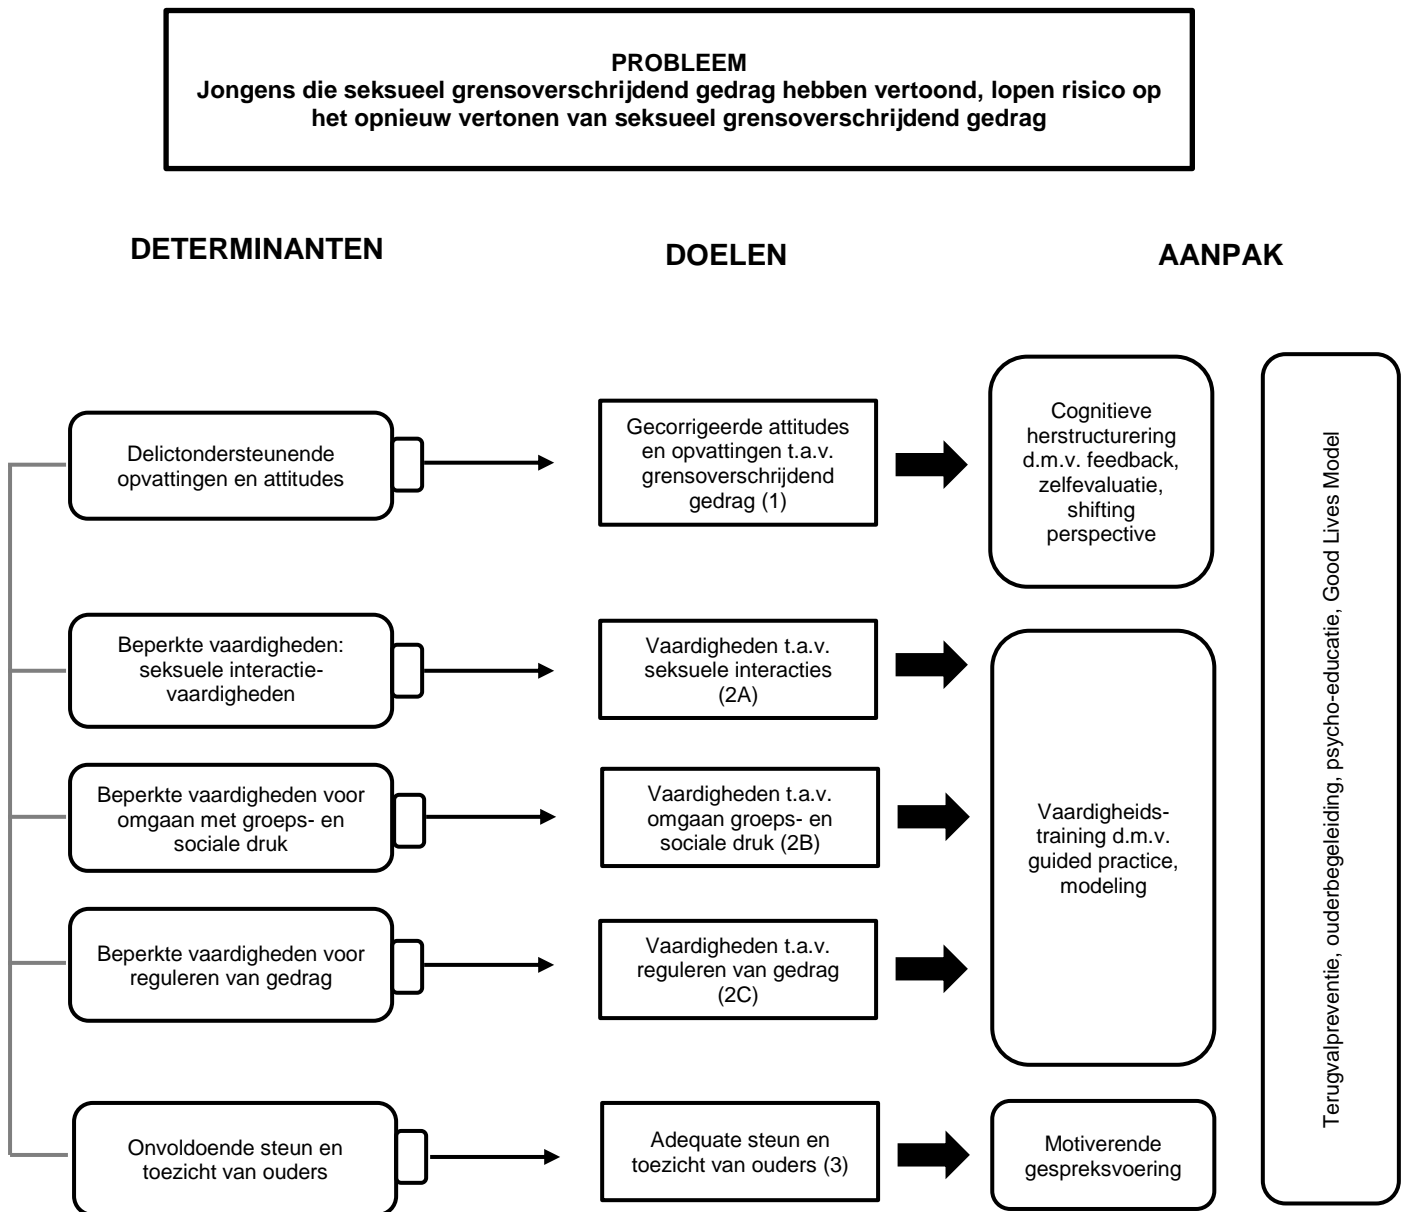 PROBLEEM
Jongens die seksueel grensoverschrijdend gedrag hebben vertoond, lopen risico op
het opnieuw vertonen van seksueel grensoverschrijdend gedrag
DETERMINANTEN
DOELEN
AANPAK
Delictondersteunende
opvattingen en attitudes
Gecorrigeerde attitudes
en opvattingen t.a.v.
grensoverschrijdend
gedrag (1)
Cognitieve
herstructurering
d.m.v. feedback,
zelfevaluatie,
shifting
perspective
Beperkte vaardigheden:
seksuele interactie-
vaardigheden
Vaardigheden t.a.v.
seksuele interacties
(2A)
Beperkte vaardigheden voor
omgaan met groeps- en
sociale druk
Vaardigheden t.a.v.
omgaan groeps- en
sociale druk (2B)
Vaardigheids-
training d.m.v.
guided practice,
modeling
Beperkte vaardigheden voor
reguleren van gedrag
Vaardigheden t.a.v.
reguleren van gedrag
(2C)
Onvoldoende steun en
toezicht van ouders
Adequate steun en
toezicht van ouders (3)
Motiverende
gespreksvoering
Terugvalpreventie, ouderbegeleiding, psycho-educatie, Good Lives Model